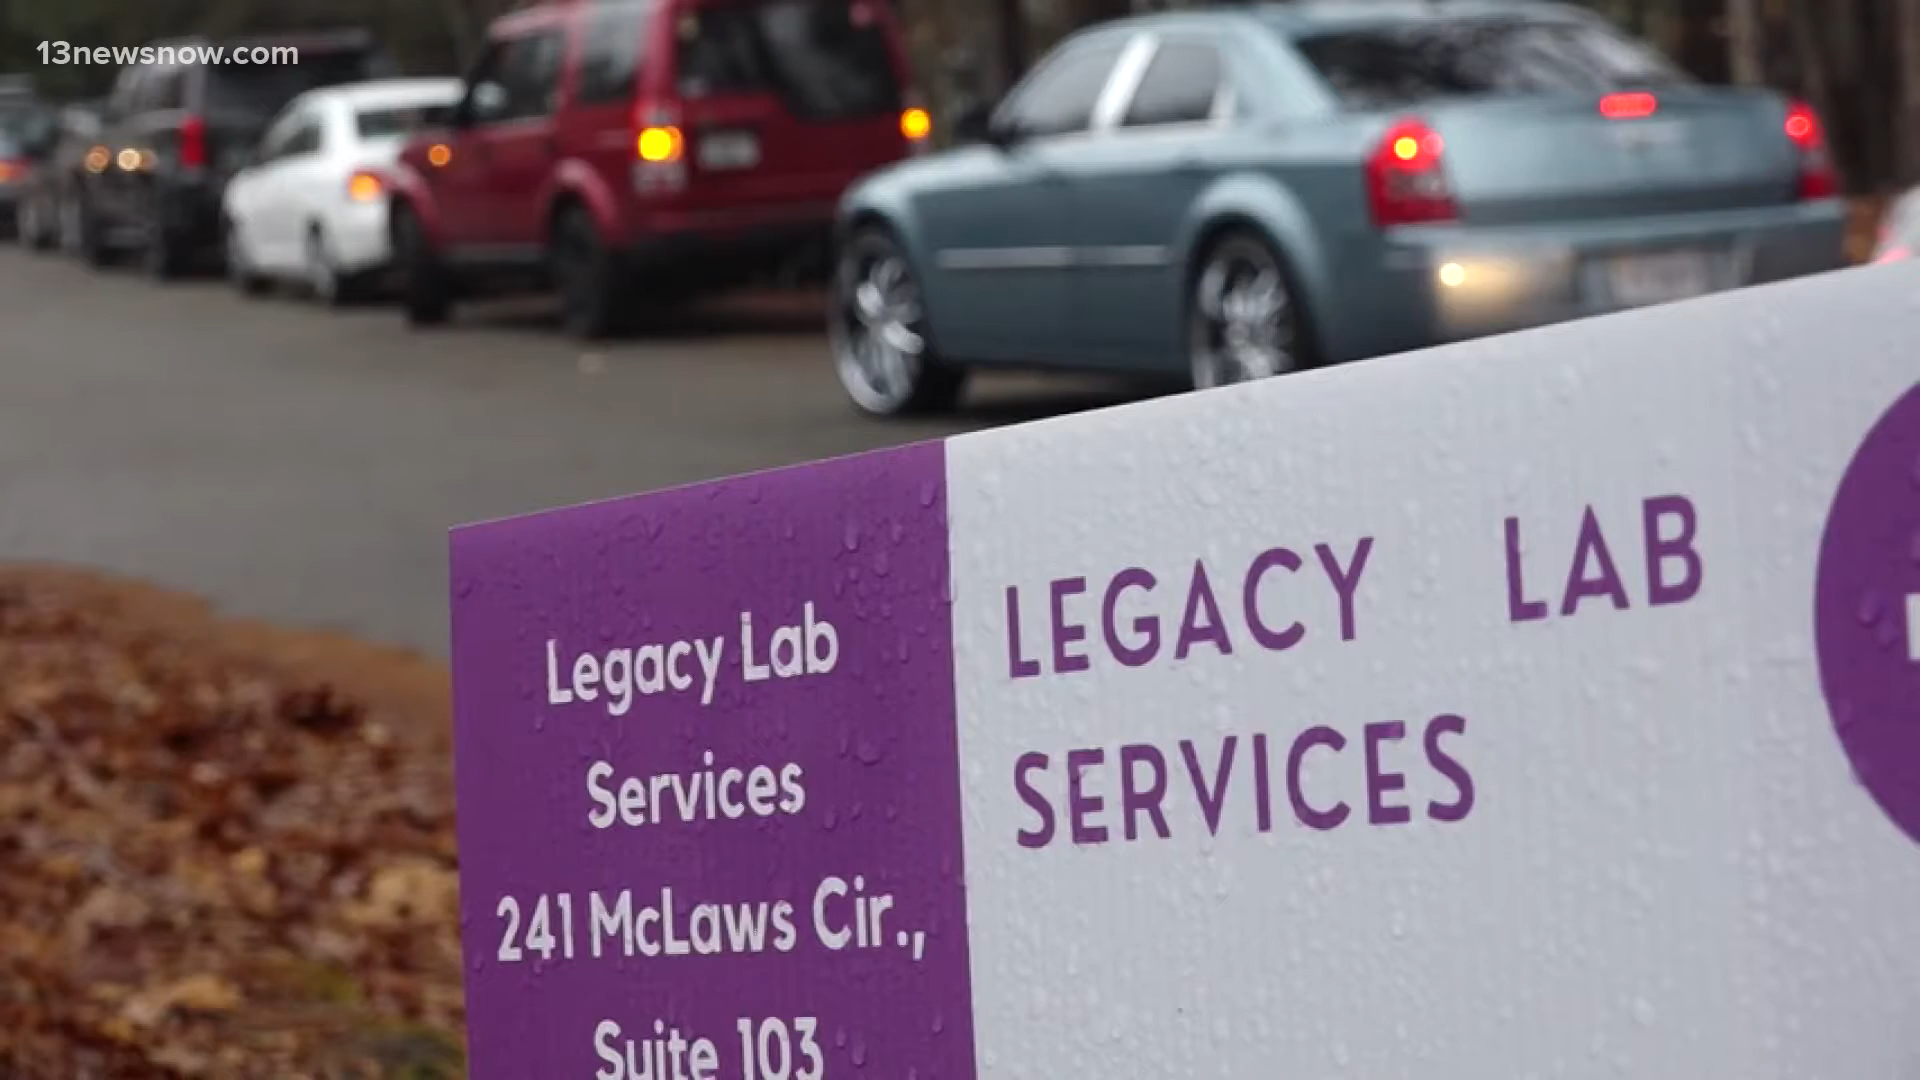 13newsnow.com
Legacy Lab
Services
241 McLaws Cir.,
Suite 103
LEGACY LAB
SERVICES